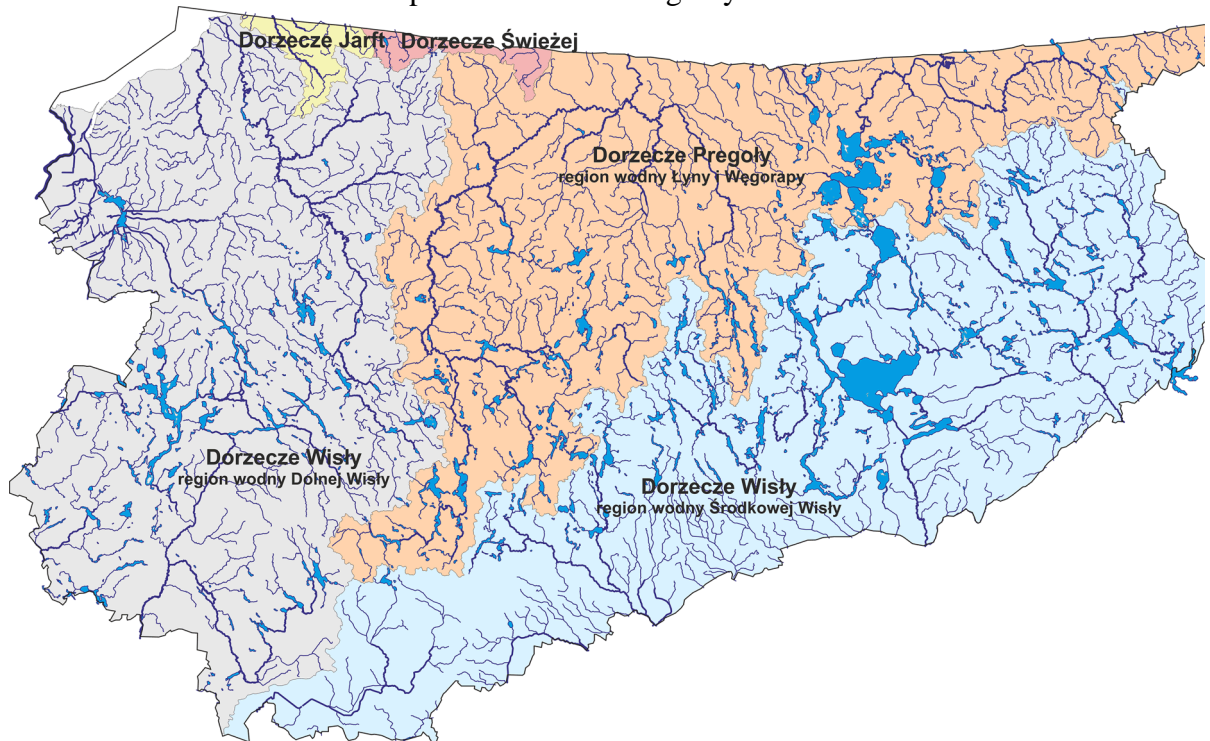 Dorzecze Jarft Dorzecze Świeżej
Dorzecze Pregoły
region wodny Łyny i Węgorapy
Dorzecze Wisły
region wodny Dolnej Wisły
Dorzecze Wisły
region wodny Środkowej Wisły